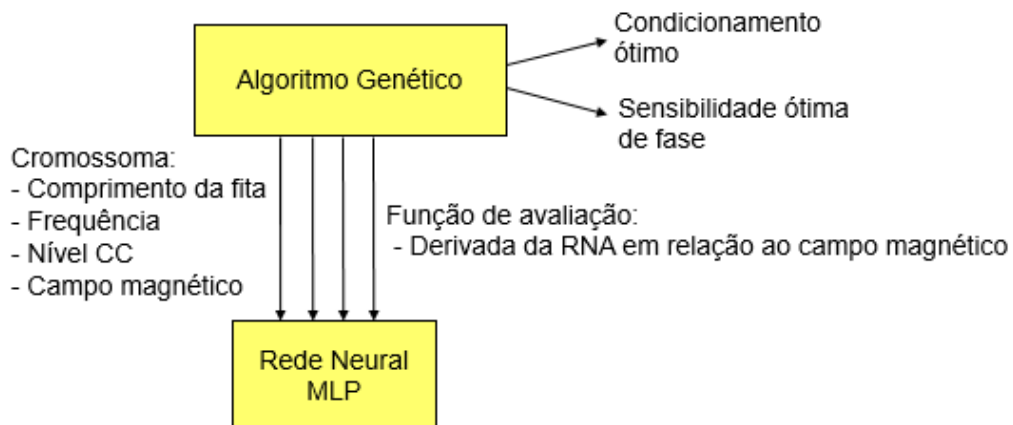 Algoritmo Genético
Condicionamento
ótimo
Sensibilidade ótima
de fase
Cromossoma:
- Comprimento da fita
- Frequência
- Nível CC
- Campo magnético
Função de avaliação:
- Derivada da RNA em relação ao campo magnético
Rede Neural
MLP